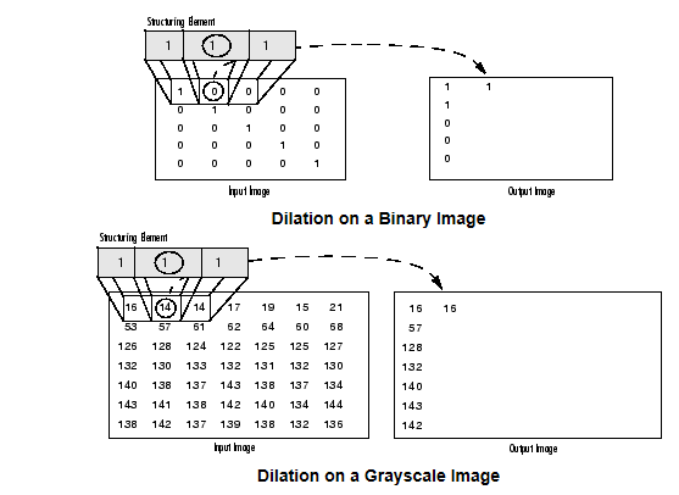 Structuring Element
1 1 1
1 0 0 0 0
0 1 0 0 0
0 0 1 0 0
0 0 0 1 0
0 0 0 0 1
Input Image
1 1
1
0
0
0
Output Image
Dilation on a Binary Image
Structuring Element
1 1 1
16 14 14 17 19 15 21
53 57 61 62 64 60 68
126 128 124 122 125 125 127
132 130 133 132 131 132 130
140 138 137 143 138 137 134
143 141 138 142 140 134 144
138 142 137 139 138 132 136
Input Image
16 16
57
128
132
140
143
142
Output Image
Dilation on a Grayscale Image